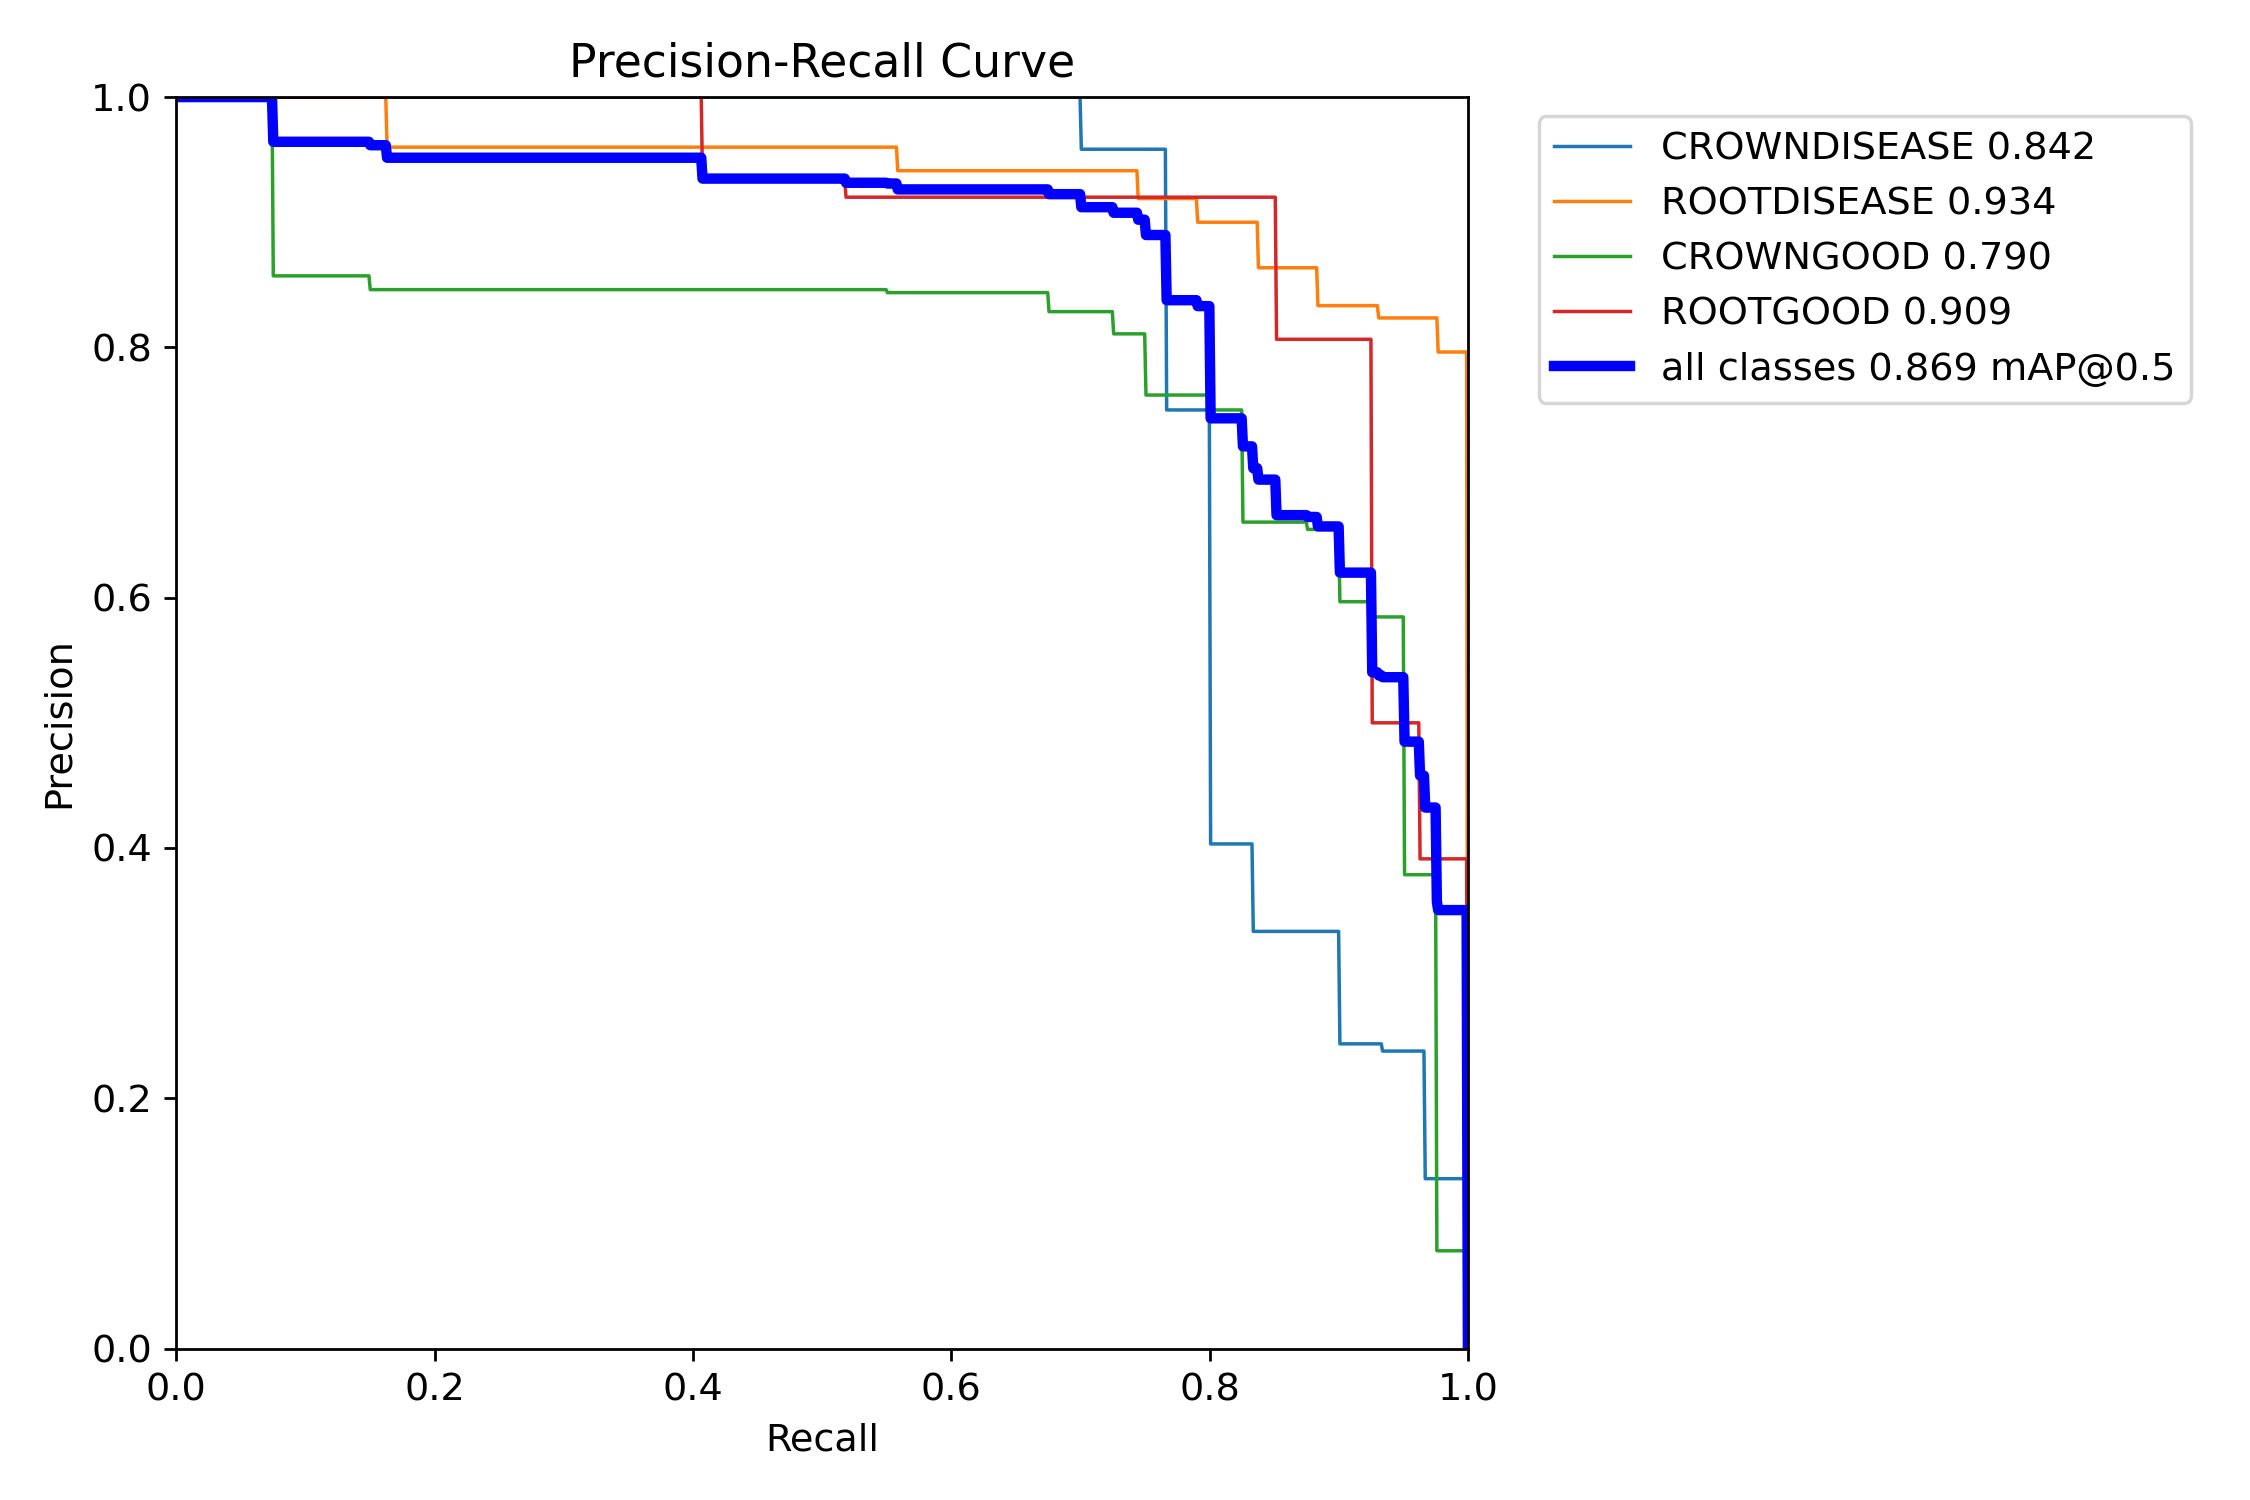 Precision-Recall Curve
1.0
0.8
0.6
0.4
0.2
0.0
Precision
0.0 0.2 0.4 0.6 0.8 1.0
Recall
CROWNDISEASE 0.842
ROOTDISEASE 0.934
CROWNGOOD 0.790
ROOTGOOD 0.909
all classes 0.869 mAP@0.5